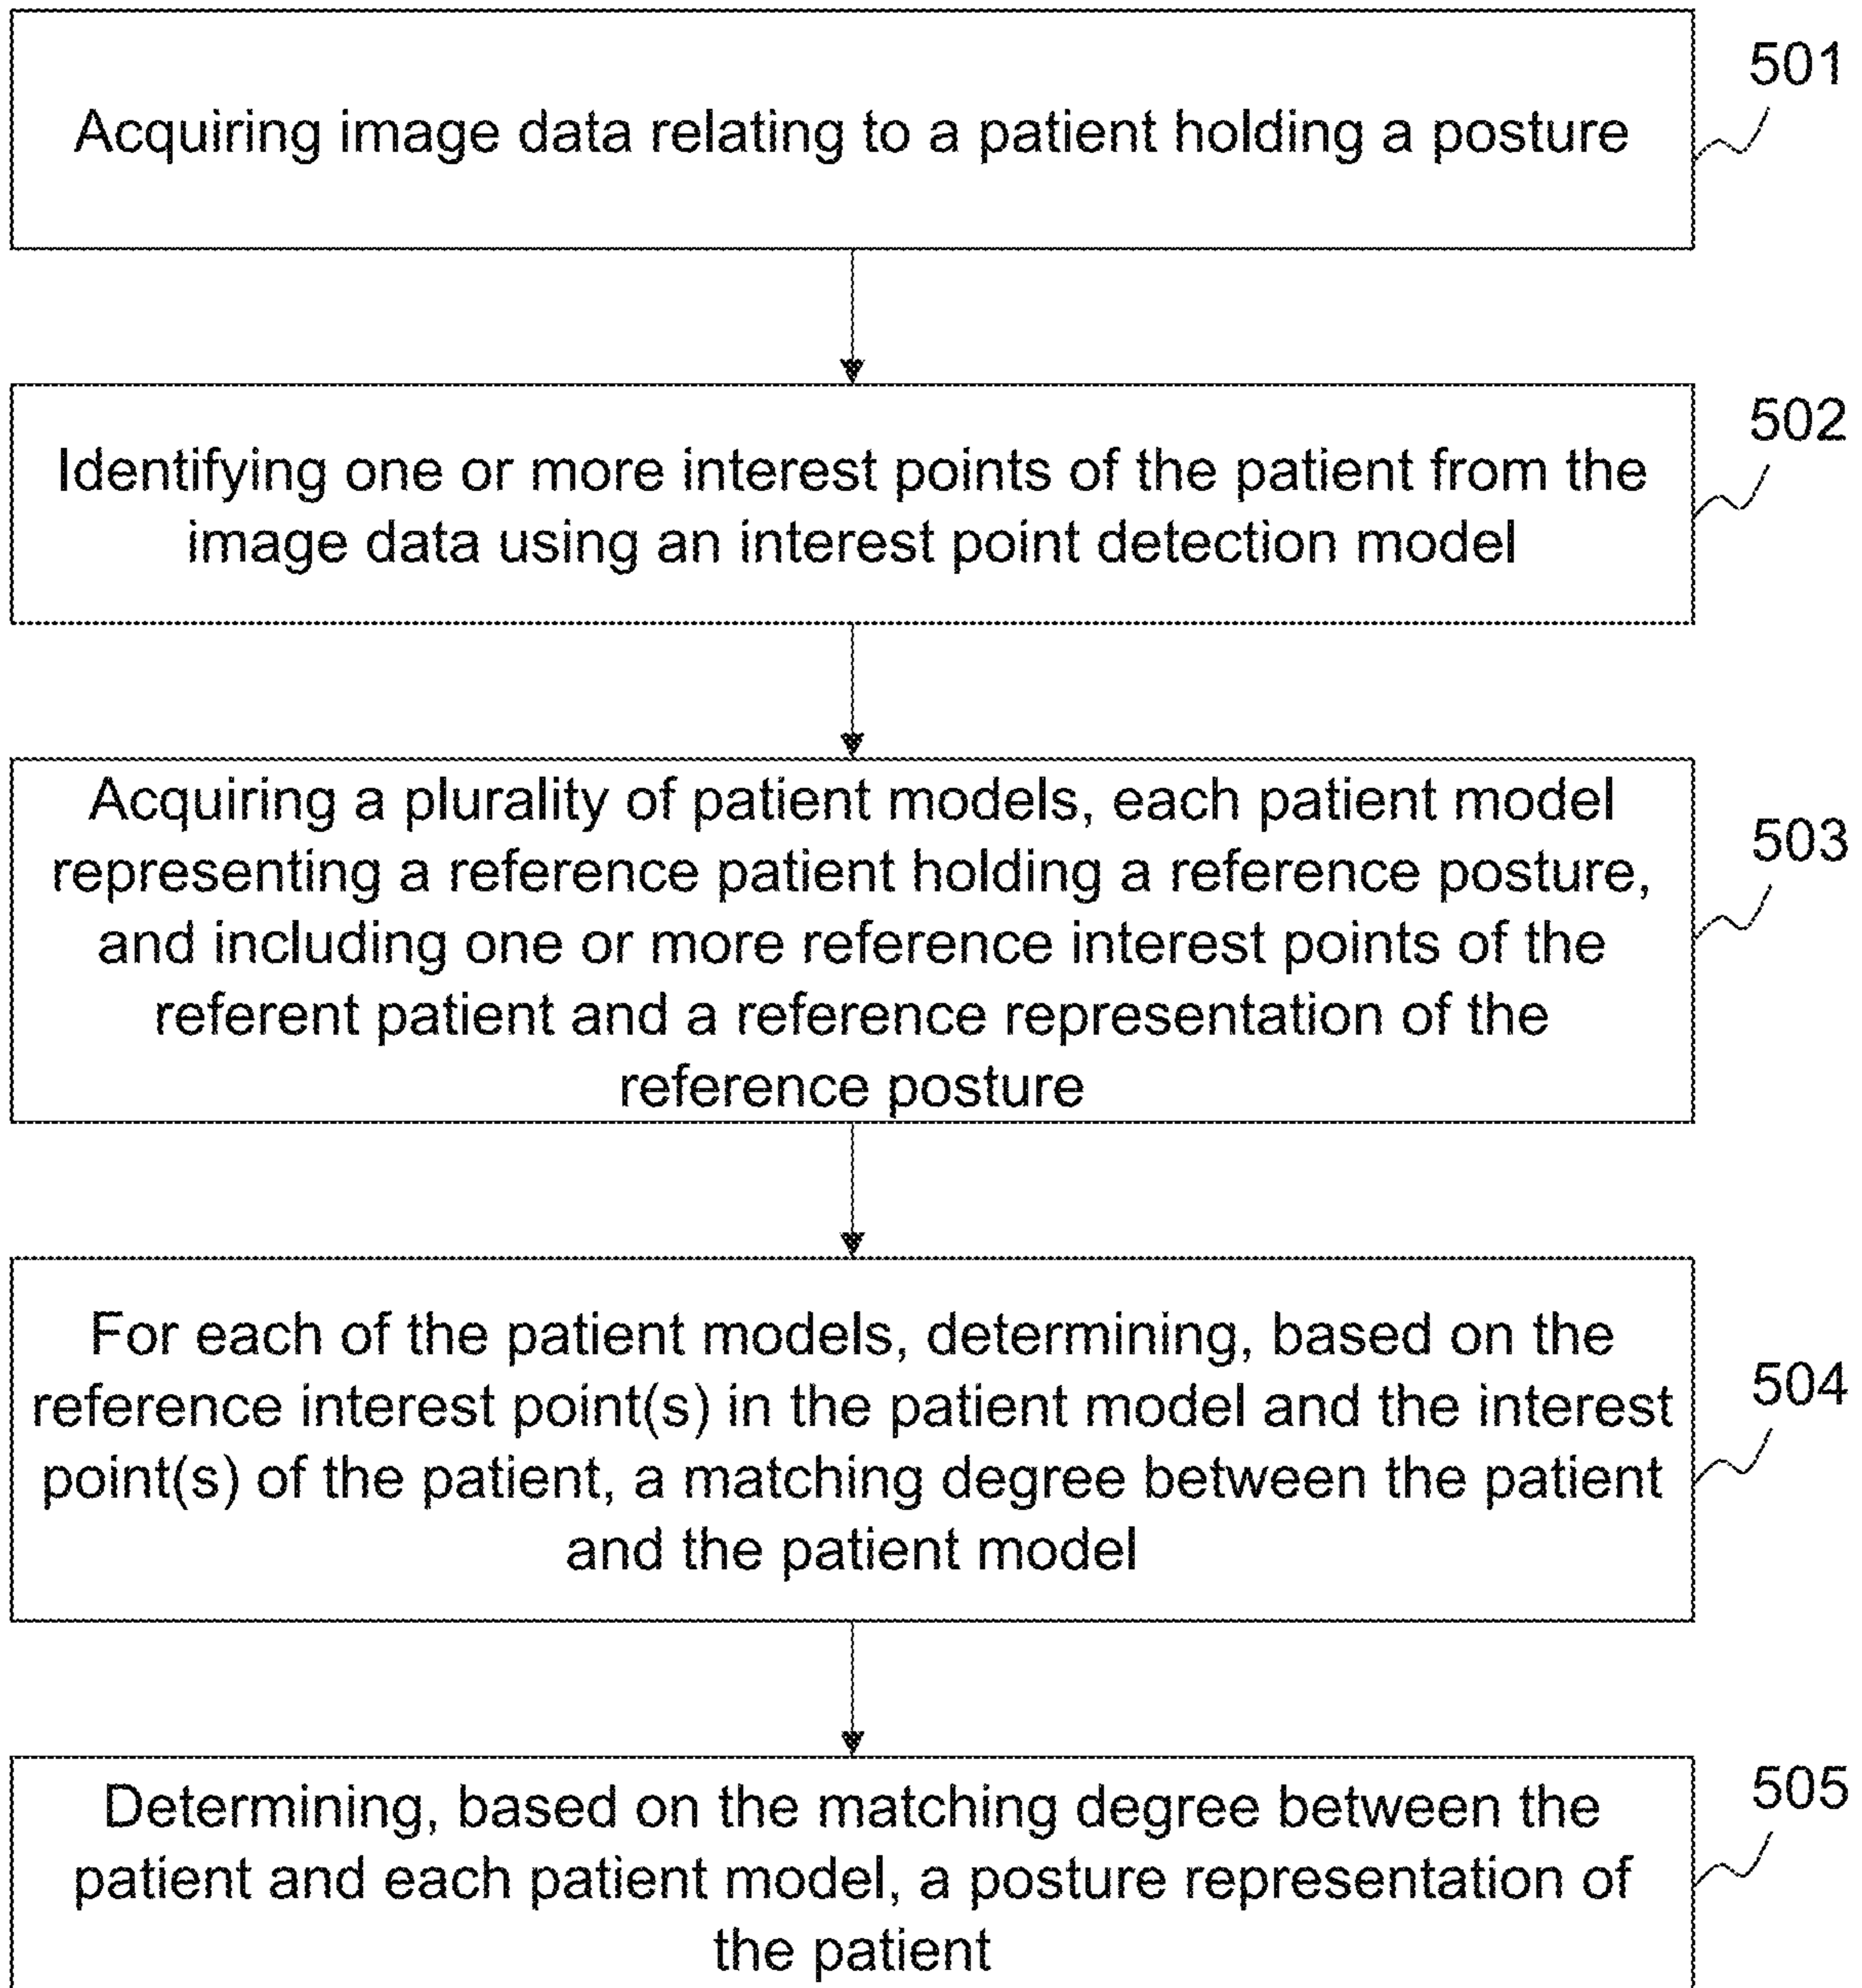 Acquiring image data relating to a patient holding a posture
501
Identifying one or more interest points of the patient from the
image data using an interest point detection model
502
Acquiring a plurality of patient models, each patient model
representing a reference patient holding a reference posture,
and including one or more reference interest points of the
referent patient and a reference representation of the
reference posture
503
For each of the patient models, determining, based on the
reference interest point(s) in the patient model and the interest
point(s) of the patient, a matching degree between the patient
and the patient model
504
Determining, based on the matching degree between the
patient and each patient model, a posture representation of
the patient
505